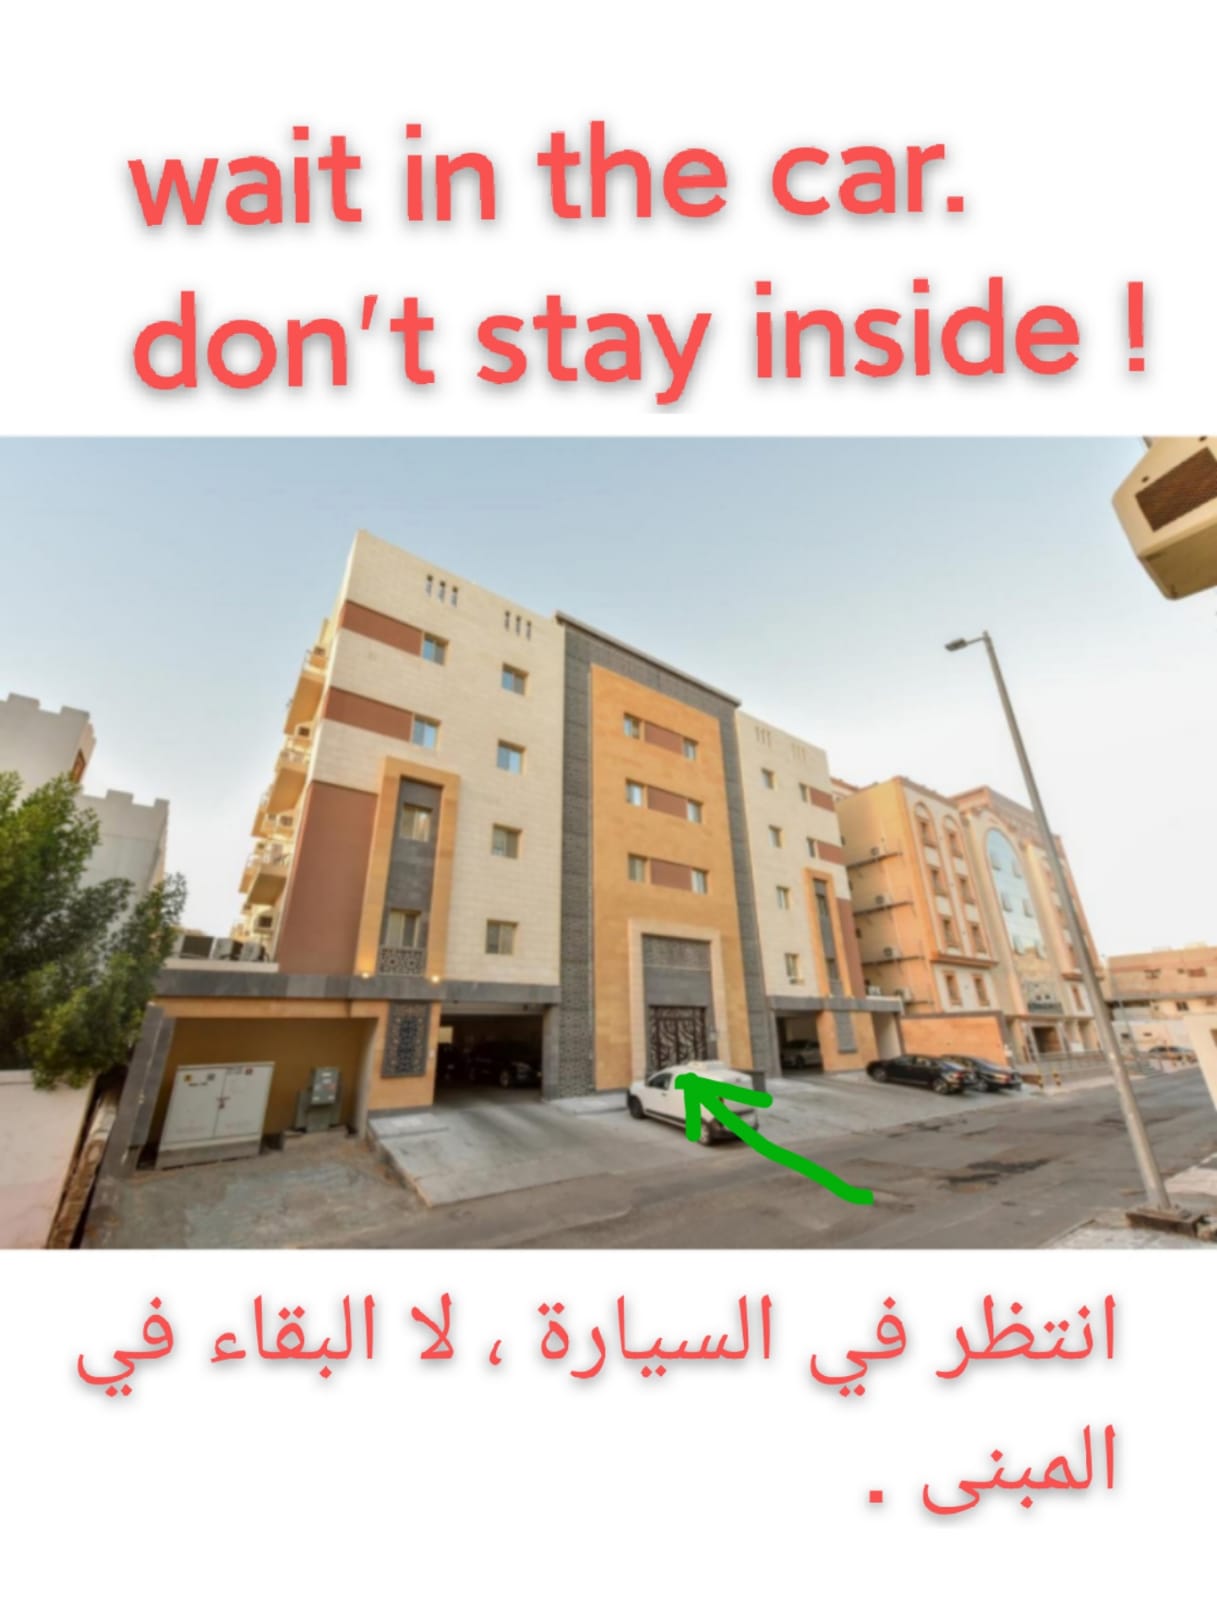 wait in the car.
don't stay inside !
انتظر في السيارة ، لا البقاء في
المبنى .